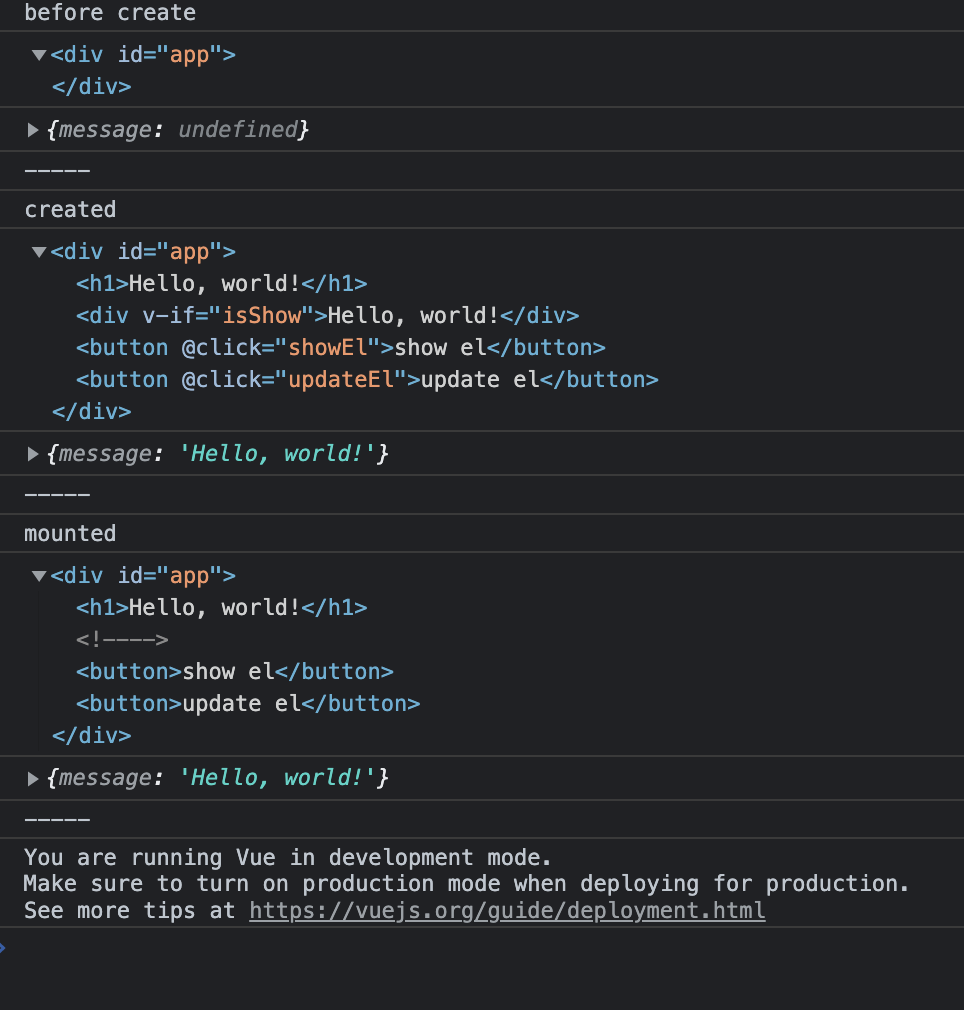 before create
▼<div id="app">
</div>
▶{message: undefined}
-----
created
▼<div id="app">
<h1>Hello, world!</h1>
<div v-if="isShow">Hello, world!</div>
<button @click="showEl">show el</button>
<button @click="updateEl">update el</button>
</div>
▶{message: 'Hello, world!'}
-----
mounted
▼<div id="app">
<h1>Hello, world!</h1>
<!---->
<button>show el</button>
<button>update el</button>
</div>
▶{message: 'Hello, world!'}
-----
You are running Vue in development mode.
Make sure to turn on production mode when deploying for production.
See more tips at https://vuejs.org/guide/deployment.html